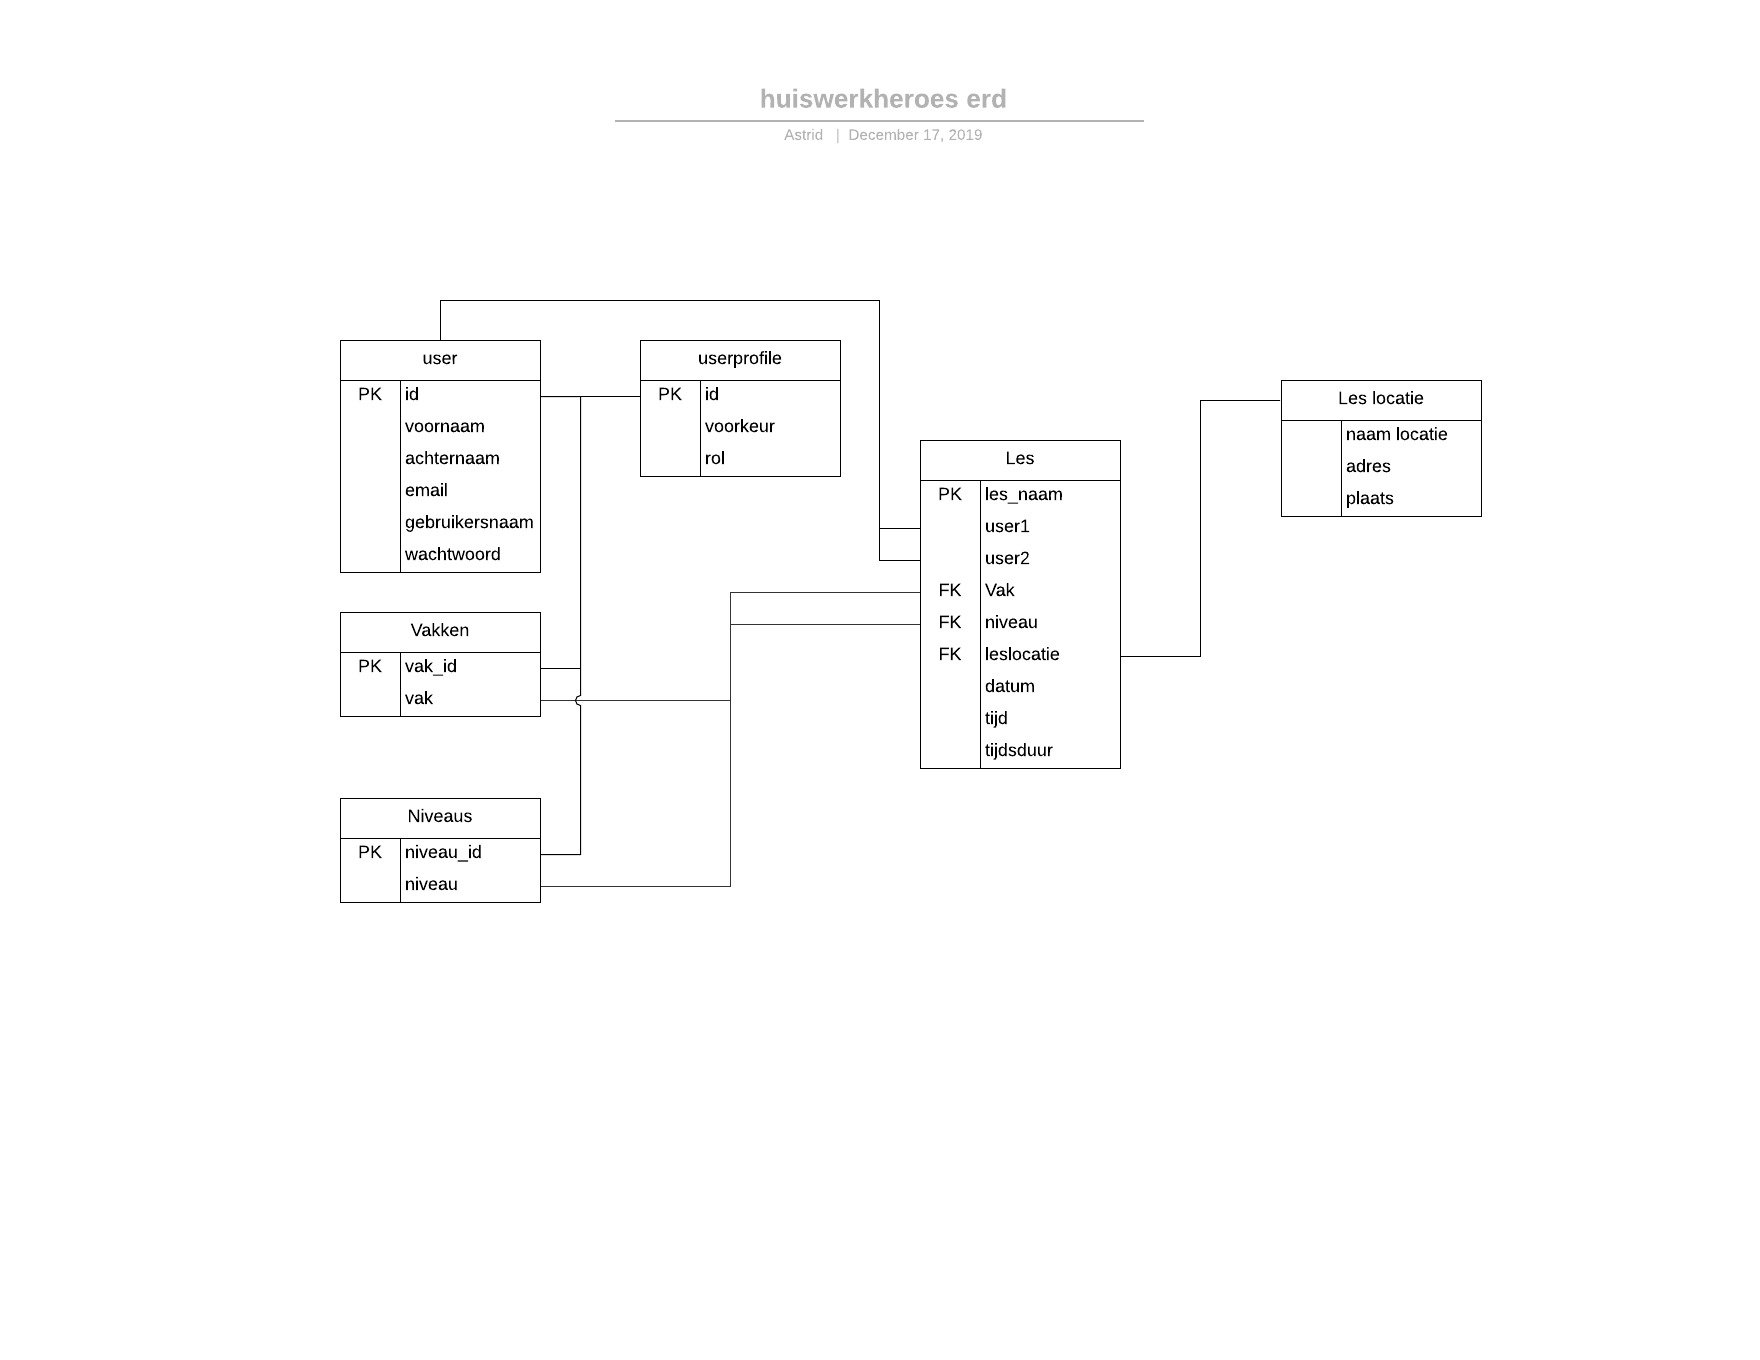 huiswerkheroes erd
Astrid | December 17, 2019
user
PK id
voornaam
achternaam
email
gebruikersnaam
wachtwoord
userprofile
PK id
voorkeur
rol
Les
PK les_naam
user1
user2
FK Vak
FK niveau
FK leslocatie
datum
tijd
tijdsduur
Les locatie
naam locatie
adres
plaats
Vakken
PK vak_id
vak
Niveaus
PK niveau_id
niveau